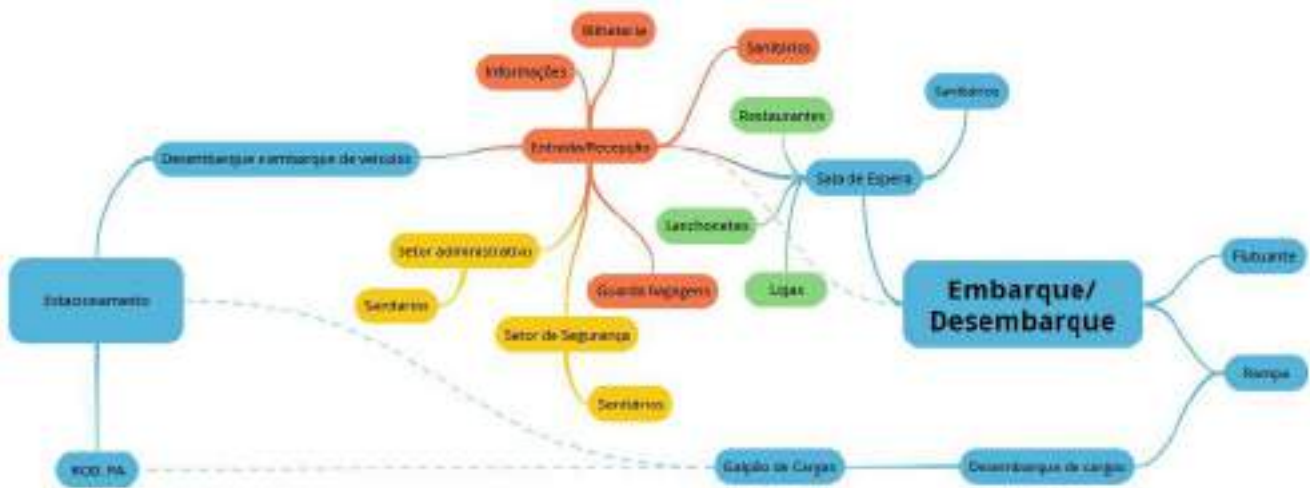 Bilheteria
Informações
Sanitários
Sanitários
Restaurantes
Desembarque e embarque de veículos
Entrada/Recepção
Sala de Espera
Lanchonetes
Setor administrativo
Guarda bagagens
Lojas
Sanitários
Setor de Segurança
Sanitários
Estacionamento
Embarque/
Desembarque
Flutuante
Rampa
ROD. PA
Galpão de Cargas
Desembarque de cargas